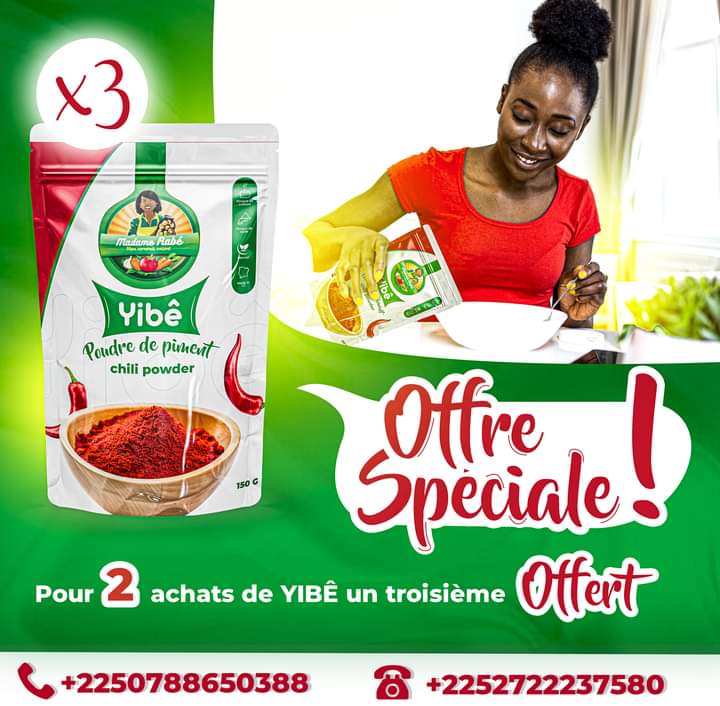 x3
Madame Rabé
Yibê
Poudre de piment
chili powder
150 G
Yibê
Offre
Spéciale !
Pour 2 achats de YIBÊ un troisième Offert
+2250788650388
+2252722237580